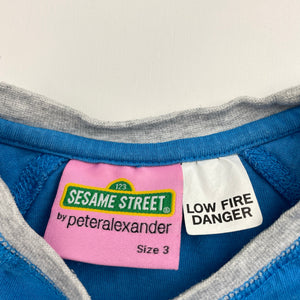 123
SESAME STREET
by peteralexander
Size 3
LOW FIRE
DANGER